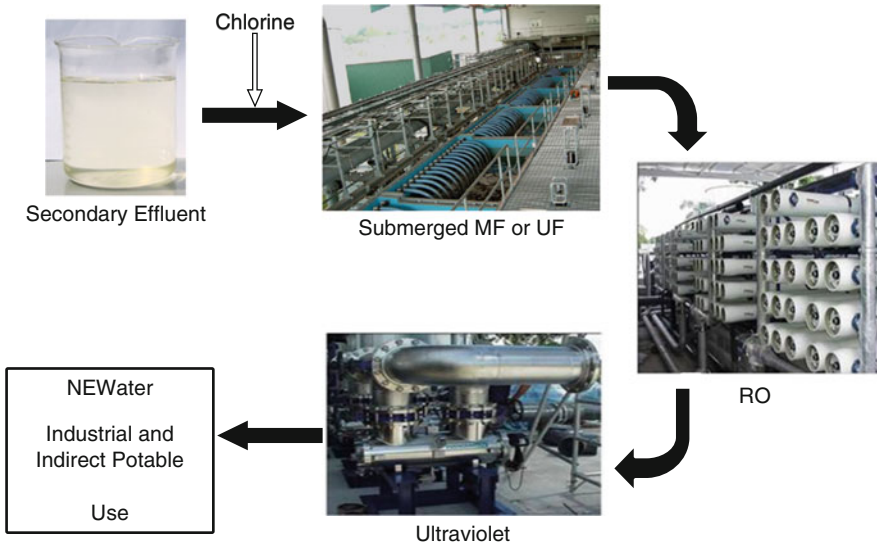 Chlorine
Secondary Effluent
Submerged MF or UF
RO
Ultraviolet
NEWater
Industrial and
Indirect Potable
Use